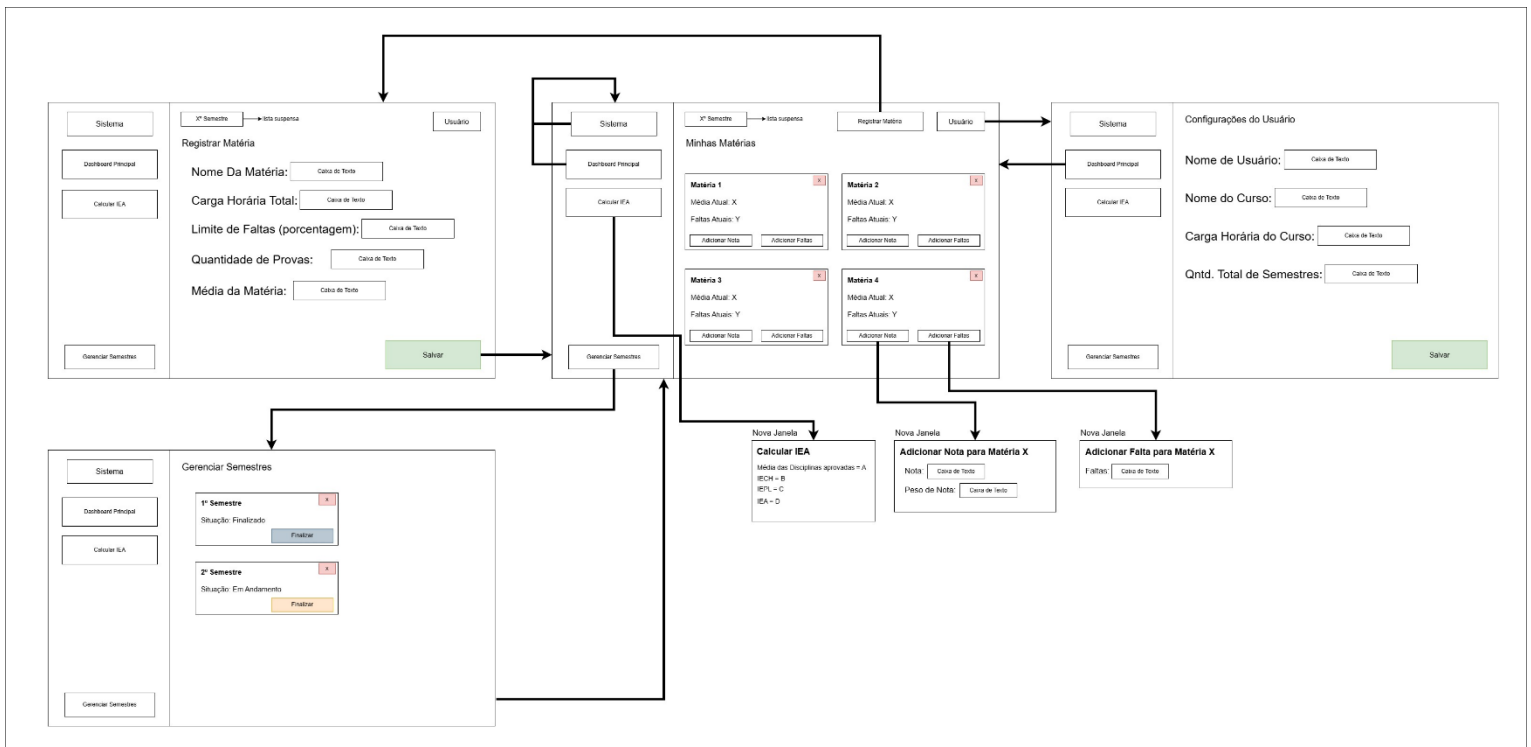 Sistema
Dashboard Principal
Calcular IEA
Gerenciar Semestres
Xº Semestre
lista suspensa
Usuário
Registrar Matéria
Nome Da Matéria:
Caixa de Texto
Carga Horária Total:
Caixa de Texto
Limite de Faltas (porcentagem):
Caixa de Texto
Quantidade de Provas:
Caixa de Texto
Média da Matéria:
Caixa de Texto
Salvar
Sistema
Dashboard Principal
Calcular IEA
Gerenciar Semestres
Xº Semestre
lista suspensa
Registrar Matéria
Usuário
Minhas Matérias
Matéria 1
X
Média Atual: X
Faltas Atuais: Y
Adicionar Nota
Adicionar Faltas
Matéria 2
X
Média Atual: X
Faltas Atuais: Y
Adicionar Nota
Adicionar Faltas
Matéria 3
X
Média Atual: X
Faltas Atuais: Y
Adicionar Nota
Adicionar Faltas
Matéria 4
X
Média Atual: X
Faltas Atuais: Y
Adicionar Nota
Adicionar Faltas
Sistema
Dashboard Principal
Calcular IEA
Gerenciar Semestres
Configurações do Usuário
Nome de Usuário:
Caixa de Texto
Nome do Curso:
Caixa de Texto
Carga Horária do Curso:
Caixa de Texto
Qntd. Total de Semestres:
Caixa de Texto
Salvar
Sistema
Dashboard Principal
Calcular IEA
Gerenciar Semestres
Gerenciar Semestres
1º Semestre
X
Situação: Finalizado
Finalizar
2º Semestre
X
Situação: Em Andamento
Finalizar
Nova Janela
Calcular IEA
Média das Disciplinas aprovadas = A
IECH = B
IEPL = C
IEA = D
Nova Janela
Adicionar Nota para Matéria X
Nota:
Caixa de Texto
Peso de Nota:
Caixa de Texto
Nova Janela
Adicionar Falta para Matéria X
Faltas:
Caixa de Texto